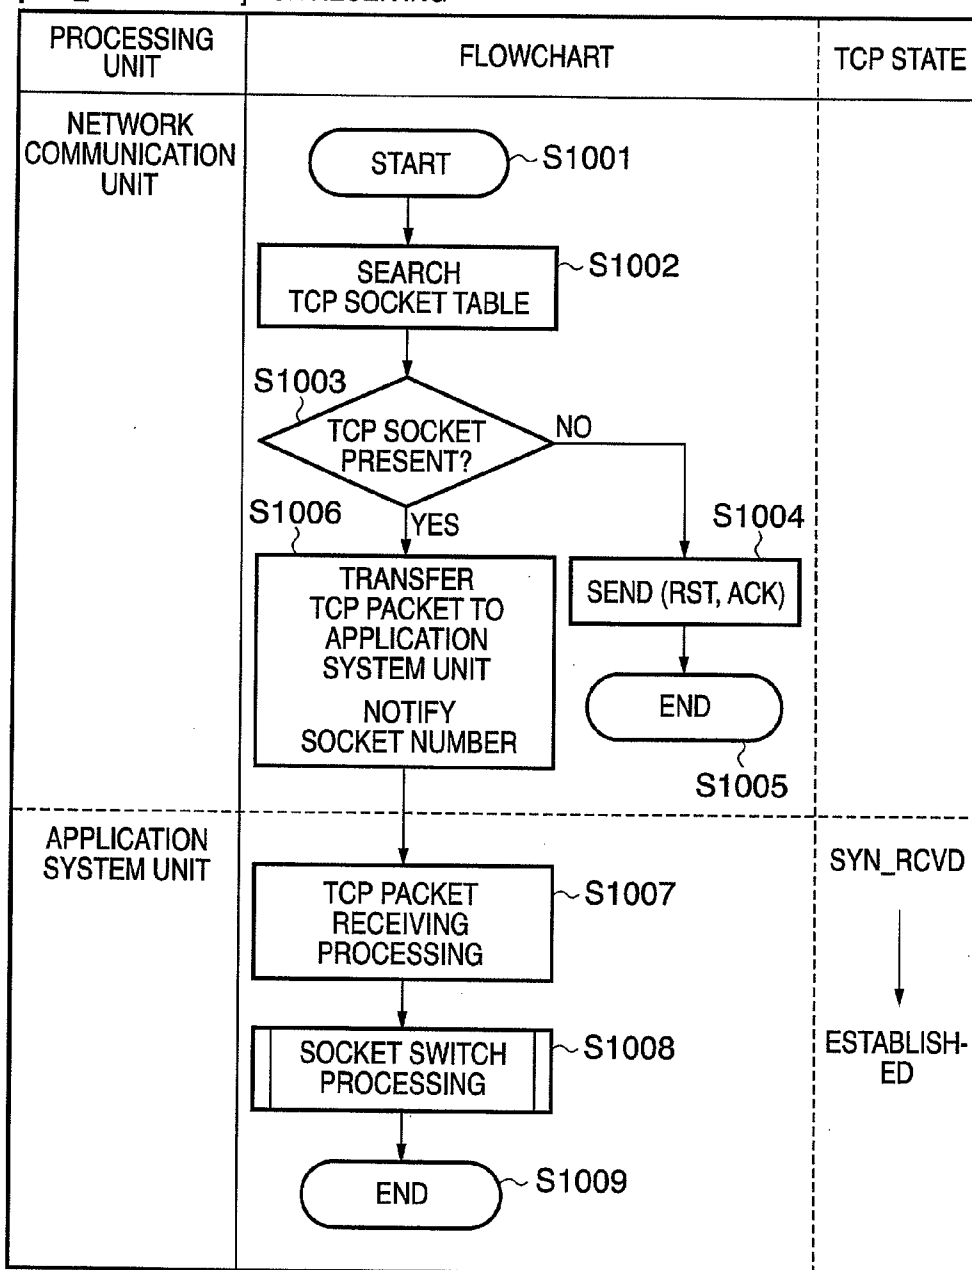 PROCESSING
UNIT
FLOWCHART
TCP STATE
NETWORK
COMMUNICATION
UNIT
START
S1001
SEARCH
TCP SOCKET TABLE
S1002
S1003
TCP SOCKET
PRESENT?
NO
YES
S1004
SEND (RST, ACK)
END
S1005
S1006
TRANSFER
TCP PACKET TO
APPLICATION
SYSTEM UNIT
NOTIFY
SOCKET NUMBER
APPLICATION
SYSTEM UNIT
TCP PACKET
RECEIVING
PROCESSING
S1007
SYN_RCVD
SOCKET SWITCH
PROCESSING
S1008
ESTABLISH-
ED
END
S1009